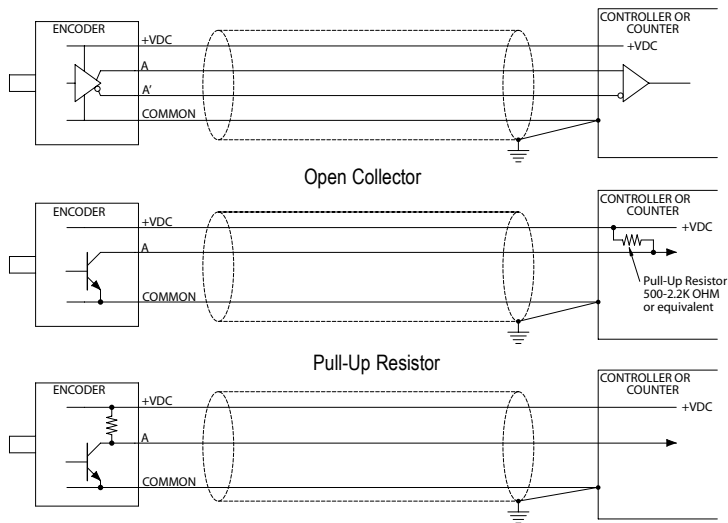 ENCODER
+VDC
A
A'
COMMON
CONTROLLER OR
COUNTER
+VDC
Open Collector
ENCODER
+VDC
A
COMMON
CONTROLLER OR
COUNTER
+VDC
Pull-Up Resistor
500-2.2K OHM
or equivalent
Pull-Up Resistor
ENCODER
+VDC
A
COMMON
CONTROLLER OR
COUNTER
+VDC